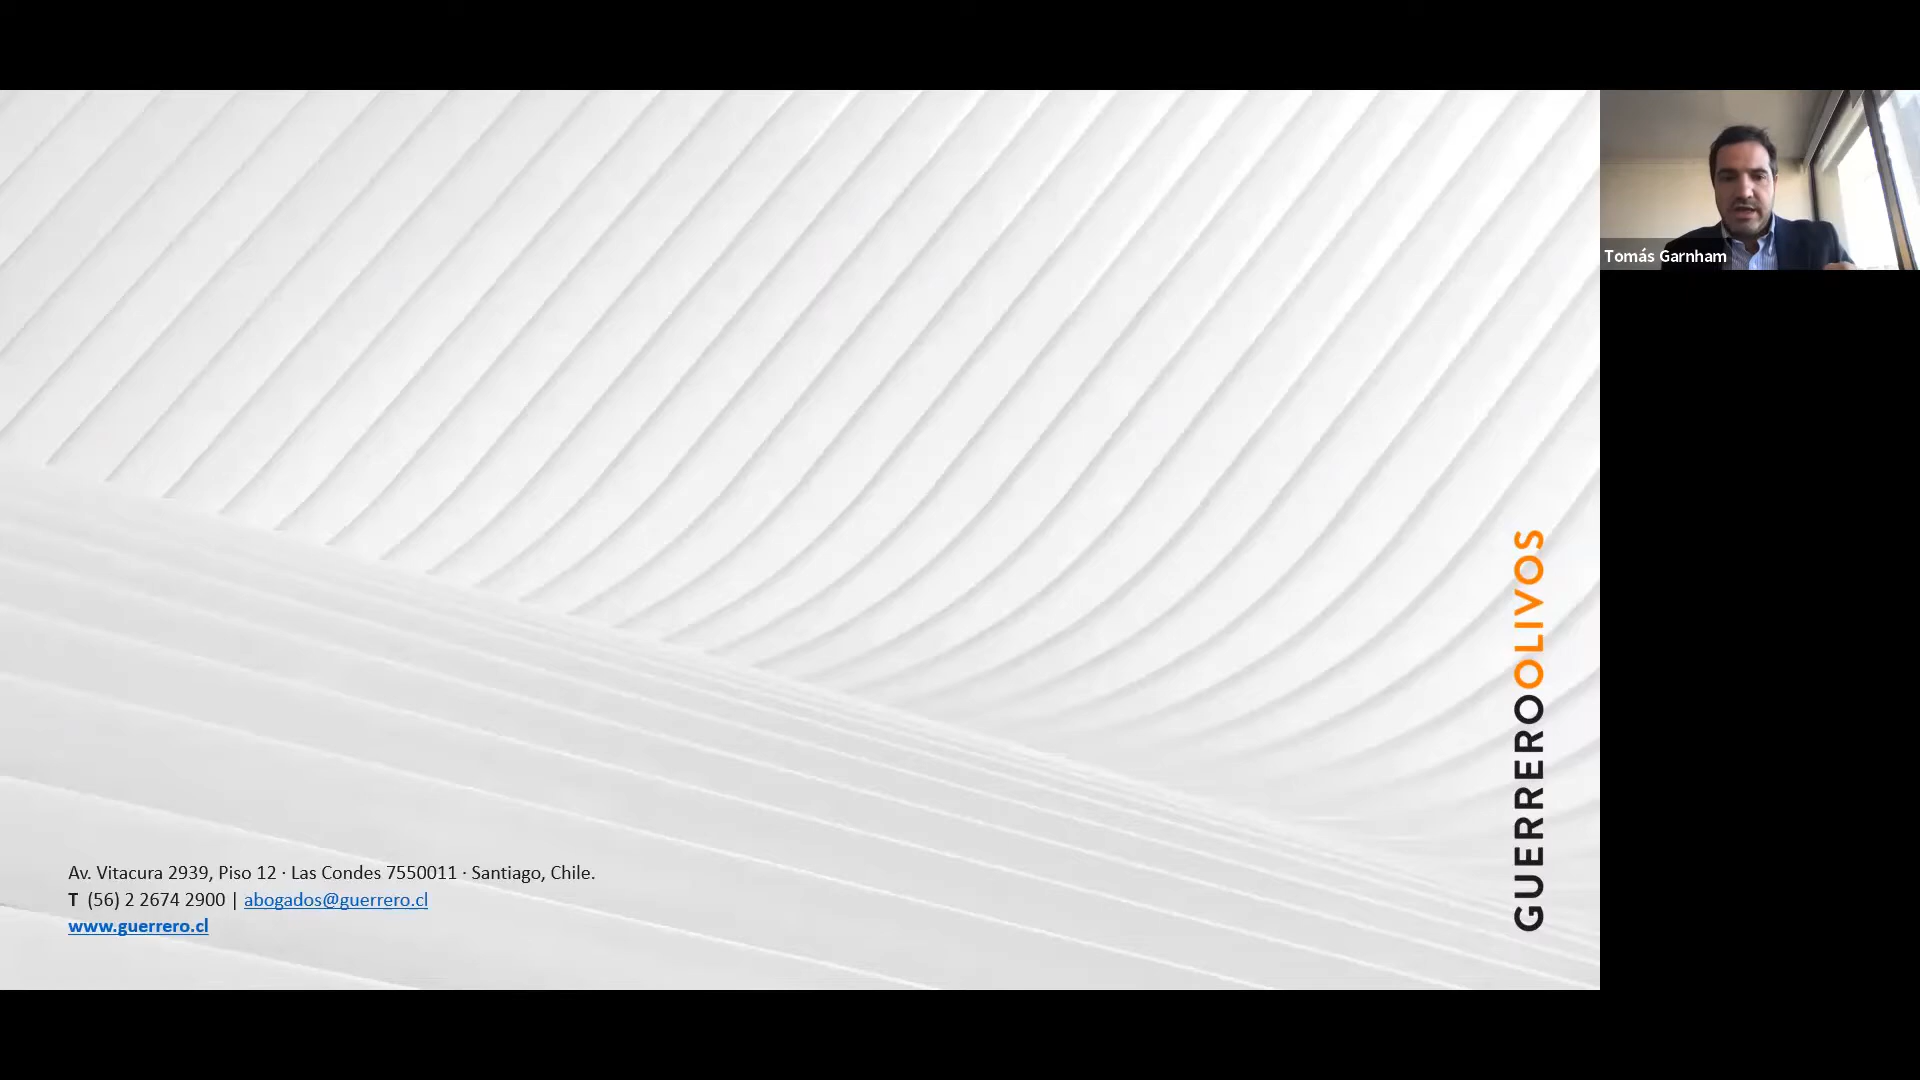 Tomás Garnham
GUERREROOLIVOS
Av. Vitacura 2939, Piso 12 · Las Condes 7550011 · Santiago, Chile.
T (56) 2 2674 2900 | abogados@guerrero.cl
www.guerrero.cl